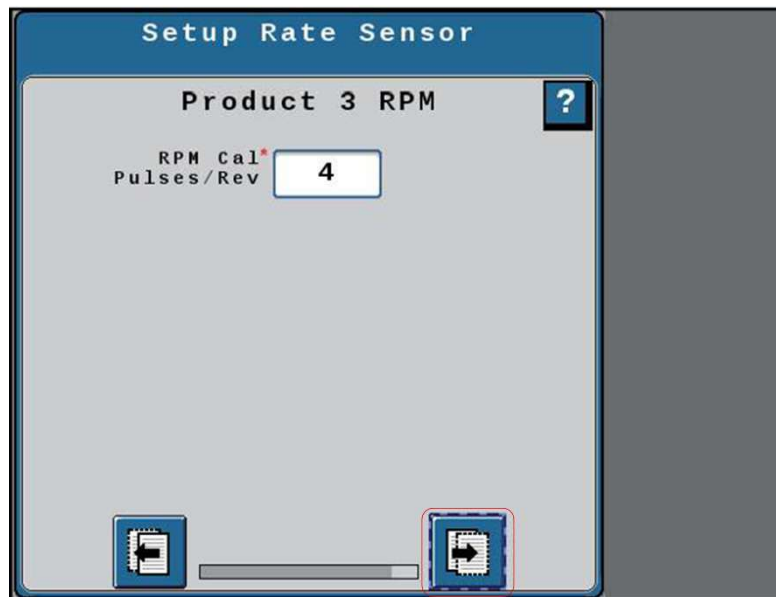 Setup Rate Sensor
Product 3 RPM
?
RPM Cal*
Pulses/Rev
4